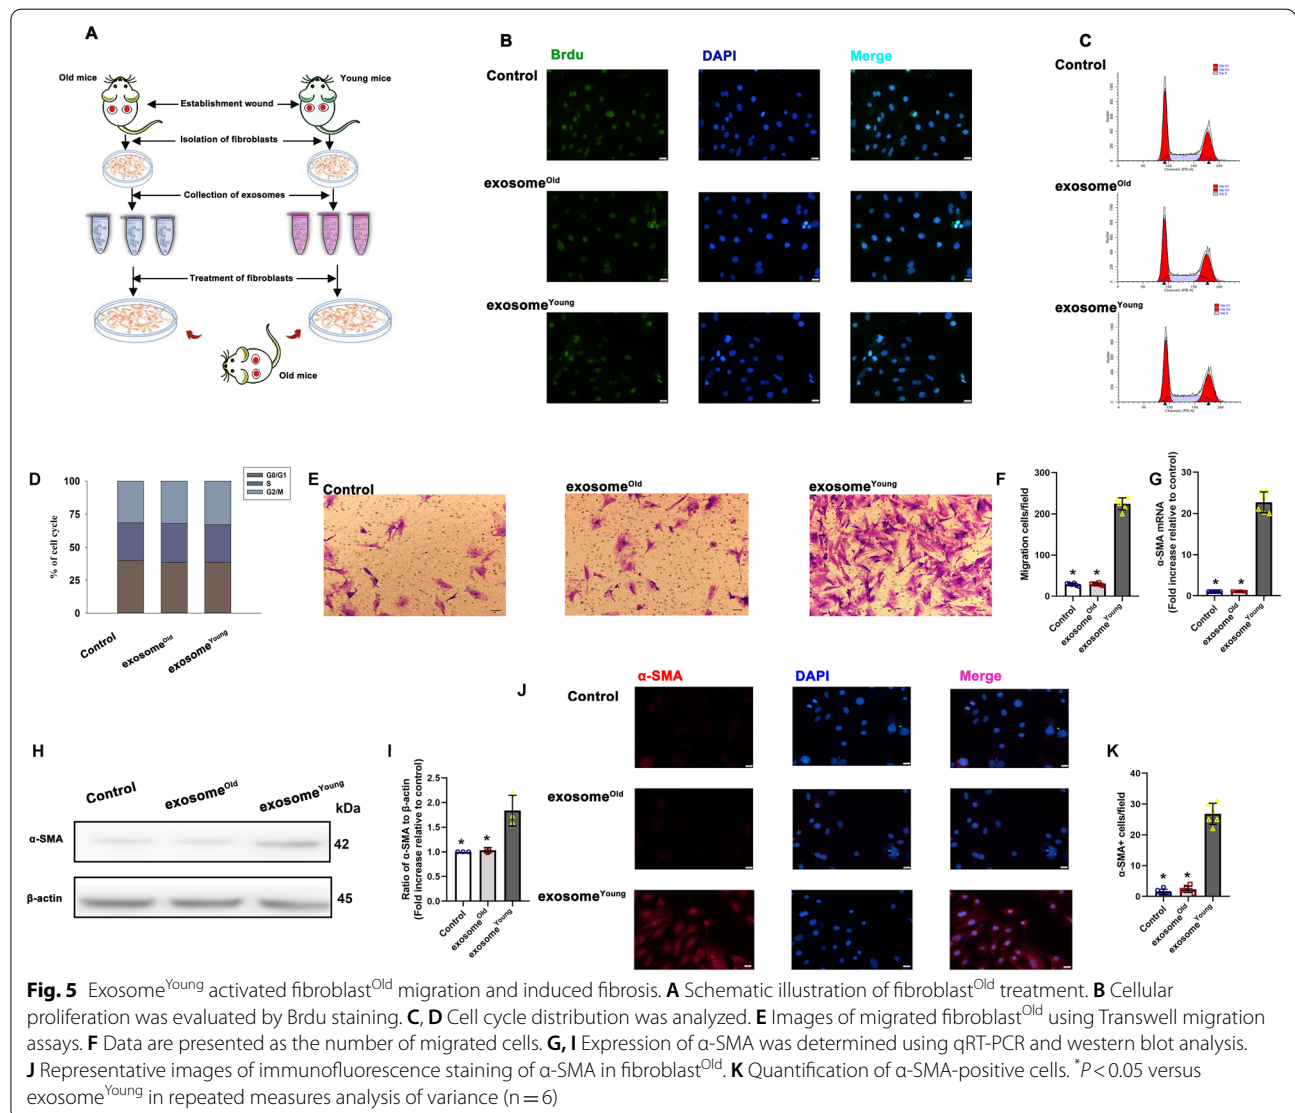 A
Old mice
Young mice
Establishment wound
Isolation of fibroblasts
Collection of exosomes
Treatment of fibroblasts
Old mice
B
Brdu DAPI Merge
Control
exosomeOld
exosomeYoung
C
Control
Number
Channels (PE-A)
exosomeOld
Number
Channels (PE-A)
exosomeYoung
Number
Channels (PE-A)
D
G0/G1
S
G2/M
% of cell cycle
100
75
50
25
0
Control
exosomeOld
exosomeYoung
E
Control
exosomeOld
exosomeYoung
F
Migration cells/field
300
200
100
0
* *
Control
exosomeOld
exosomeYoung
G
α-SMA mRNA
(Fold increase relative to control)
30
20
10
0
* *
Control
exosomeOld
exosomeYoung
H
Control
exosomeOld
exosomeYoung
kDa
α-SMA
42
β-actin
45
I
Ratio of α-SMA to β-actin
(Fold increase relative to control)
2.5
2.0
1.5
1.0
0.5
0.0
* *
Control
exosomeOld
exosomeYoung
J
α-SMA DAPI Merge
Control
exosomeOld
exosomeYoung
K
α-SMA+ cells/field
40
30
20
10
0
* *
Control
exosomeOld
exosomeYoung
Fig. 5 ExosomeYoung activated fibroblastOld migration and induced fibrosis. A Schematic illustration of fibroblastOld treatment. B Cellular
proliferation was evaluated by Brdu staining. C, D Cell cycle distribution was analyzed. E Images of migrated fibroblastOld using Transwell migration
assays. F Data are presented as the number of migrated cells. G, I Expression of α-SMA was determined using qRT-PCR and western blot analysis.
J Representative images of immunofluorescence staining of α-SMA in fibroblastOld. K Quantification of α-SMA-positive cells. *P < 0.05 versus
exosomeYoung in repeated measures analysis of variance (n = 6)